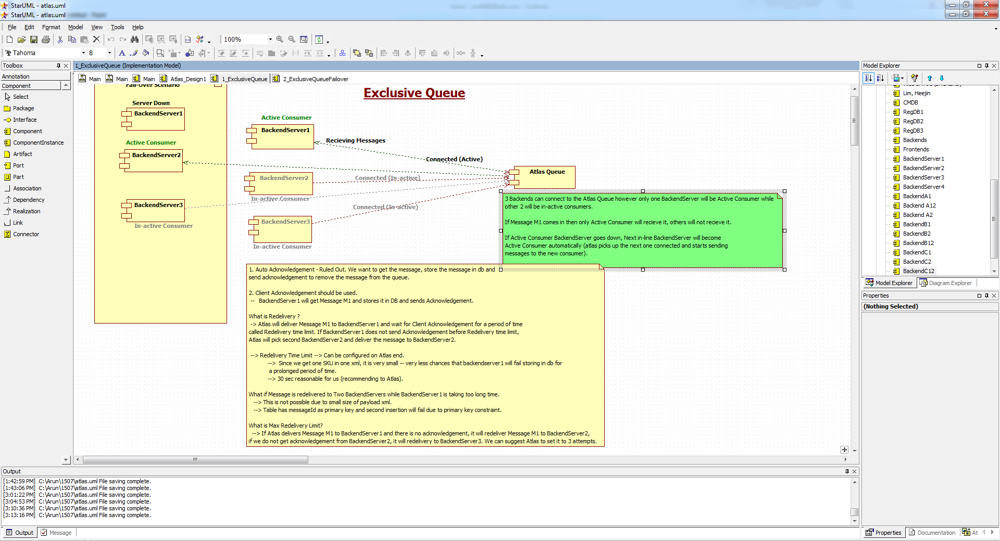 StarUML - atlas.uml
StarUML - atlas.uml
File Edit Format Model View Tools Help
100%
Tahoma 8
Toolbox
Annotation
Component
Select
Package
Interface
Component
ComponentInstance
Artifact
Port
Part
Association
Dependency
Realization
Link
Connector
1_ExclusiveQueue (Implementation Model)
Main Main Main Atlas_Design1 1_ExclusiveQueue 2_ExclusiveQueueFailover
Fail-Over Scenario
Server Down
BackendServer1
Active Consumer
BackendServer2
BackendServer3
In-active Consumer
Exclusive Queue
Active Consumer
BackendServer1
Recieving Messages
Connected (Active)
Atlas Queue
BackendServer2
Connected (In-active)
In-active Consumer
Connected (In-active)
BackendServer3
In-active Consumer
3 Backends can connect to the Atlas Queue however only one BackendServer will be Active Consumer while
other 2 will be in-active consumers.
If Message M1 comes in then only Active Consumer will recieve it, others will not recieve it.
If Active Consumer BackendServer goes down, Next in-line BackendServer will become
Active Consumer automatically (atlas picks up the next one connected and starts sending
messages to the new consumer).
1. Auto Acknowledgement - Ruled Out. We want to get the message, store the message in db and
send acknowledgement to remove the message from the queue.
2. Client Acknowledgement should be used.
-- BackendServer1 will get Message M1 and stores it in DB and sends Acknowledgement.
What is Redelivery ?
-> Atlas will deliver Message M1 to BackendServer1 and wait for Client Acknowledgement for a period of time
called Redelivery time limit. If BackendServer1 does not send Acknowledgement before Redelivery time limit,
Atlas will pick second BackendServer2 and deliver the message to BackendServer2.
--> Redelivery Time Limit --> Can be configured on Atlas end.
--> Since we get one SKU in one xml, it is very small -- very less chances that backendserver1 will fail storing in db for
a prolonged period of time.
--> 30 sec reasonable for us (recommending to Atlas).
What if Message is redelivered to Two BackendServers while BackendServer1 is taking too long time.
--> This is not possible due to small size of payload xml.
--> Table has messageId as primary key and second insertion will fail due to primary key constraint.
What is Max Redelivery Limit?
--> If Atlas delivers Message M1 to BackendServer1 and there is no acknowledgement, it will redeliver Message M1 to BackendServer2,
if we do not get acknowledgement from BackendServer2, it will redelivery to BackendServer3. We can suggest Atlas to set it to 3 attempts.
Model Explorer
Lim, Heejin
CMDB
RegDB1
RegDB2
RegDB3
Backends
Frontends
BackendServer1
BackendServer2
BackendServer3
BackendServer4
BackendA1
Backend A12
Backend A2
BackendB1
BackendB2
BackendB12
BackendC1
BackendC2
BackendC12
Model Explorer Diagram Explorer
Properties
(Nothing Selected)
Properties Documentation At
Output
[1:42:59 PM] C:\Arun\1507\atlas.uml File saving complete.
[1:43:06 PM] C:\Arun\1507\atlas.uml File saving complete.
[3:01:22 PM] C:\Arun\1507\atlas.uml File saving complete.
[3:04:53 PM] C:\Arun\1507\atlas.uml File saving complete.
[3:10:36 PM] C:\Arun\1507\atlas.uml File saving complete.
[3:13:16 PM] C:\Arun\1507\atlas.uml File saving complete.
Output Message